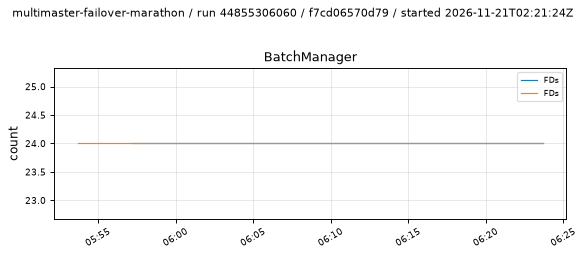 multimaster-failover-marathon / run 44855306060 / f7cd06570d79 / started 2026-11-21T02:21:24Z
BatchManager
FDs
FDs
count
25.0
24.5
24.0
23.5
23.0
05:55
06:00
06:05
06:10
06:15
06:20
06:25